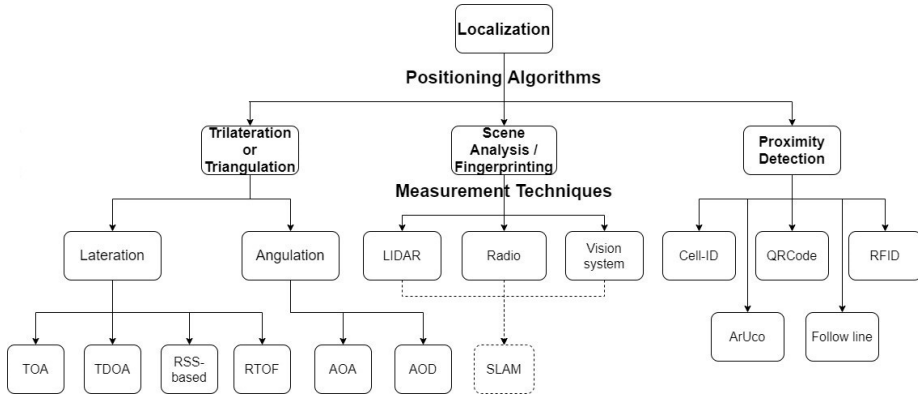 Localization
Positioning Algorithms
Trilateration
or
Triangulation
Scene
Analysis /
Fingerprinting
Proximity
Detection
Measurement Techniques
Lateration
Angulation
LIDAR
Radio
Vision
system
Cell-ID
QRCode
RFID
ArUco
Follow line
TOA
TDOA
RSS-
based
RTOF
AOA
AOD
SLAM